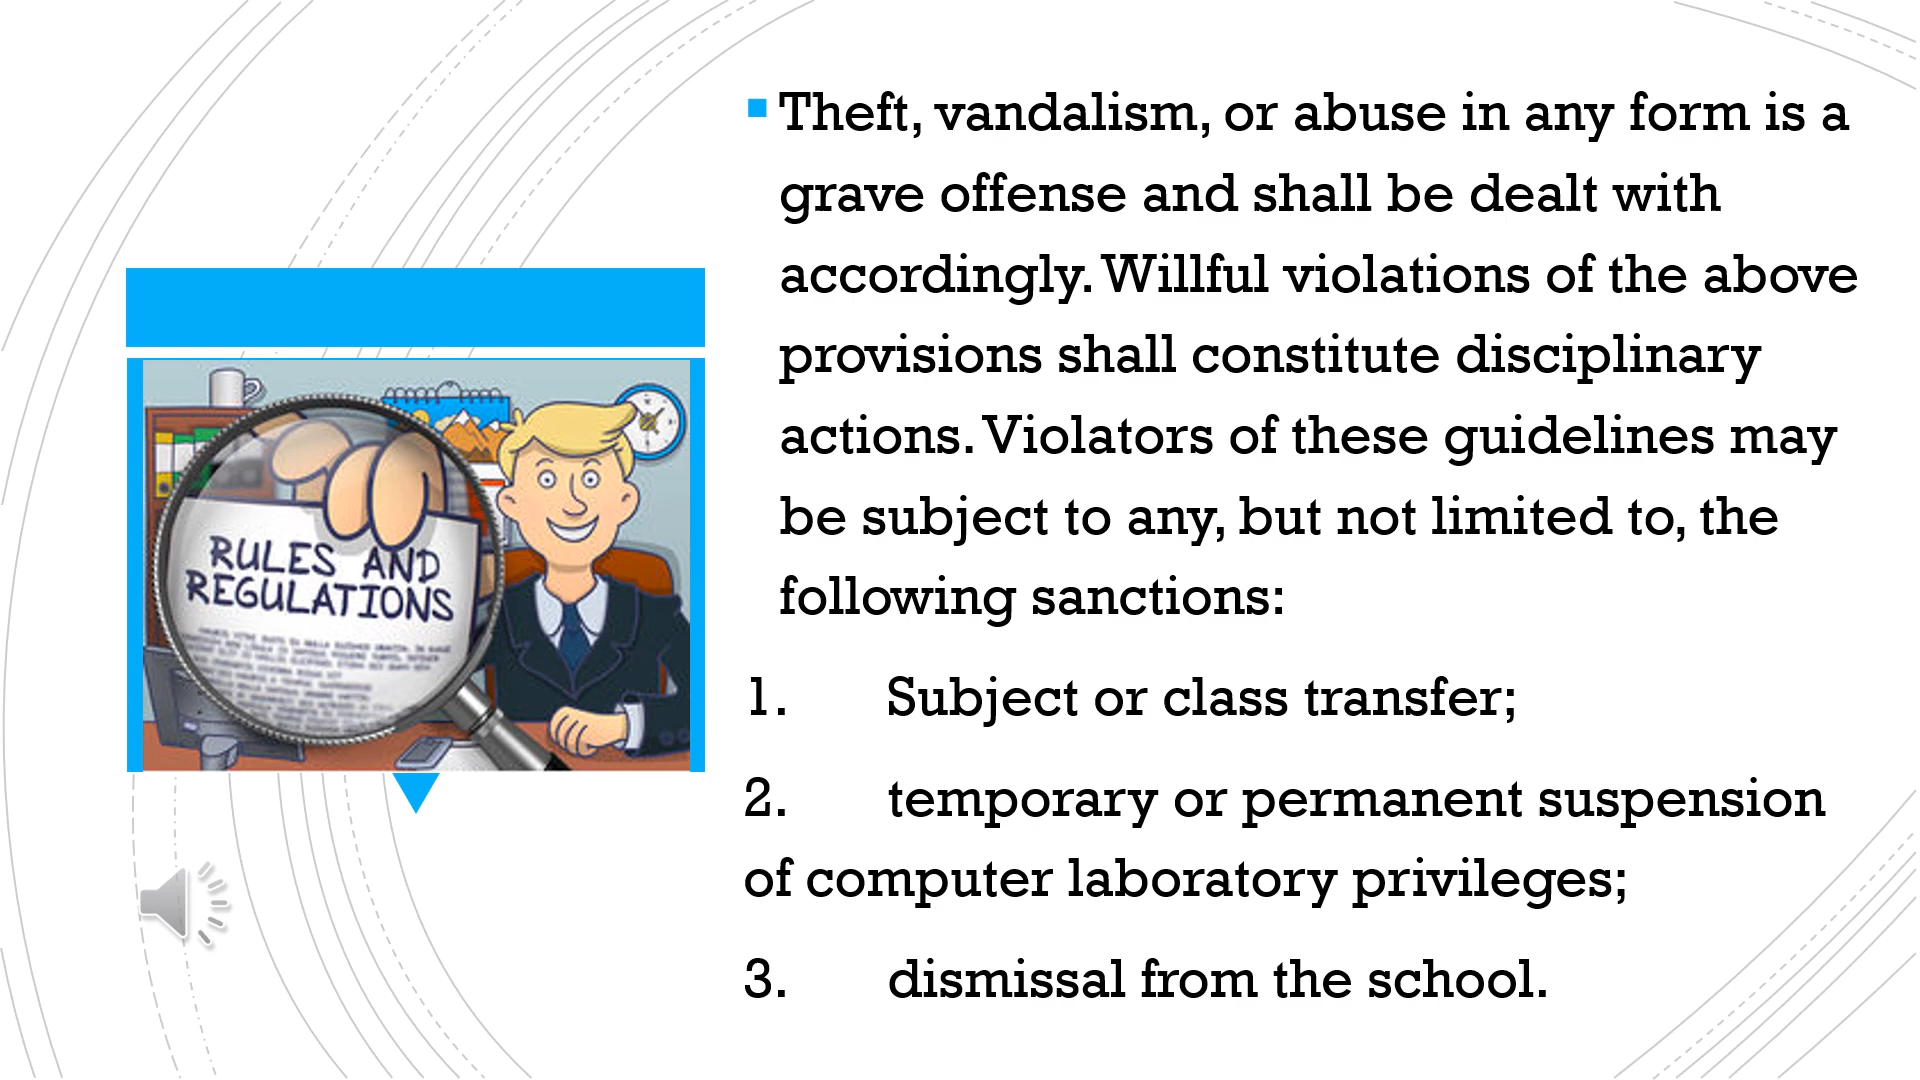 Theft, vandalism, or abuse in any form is a
grave offense and shall be dealt with
accordingly. Willful violations of the above
provisions shall constitute disciplinary
actions. Violators of these guidelines may
be subject to any, but not limited to, the
following sanctions:
1. Subject or class transfer;
2. temporary or permanent suspension
of computer laboratory privileges;
3. dismissal from the school.
RULES AND
REGULATIONS